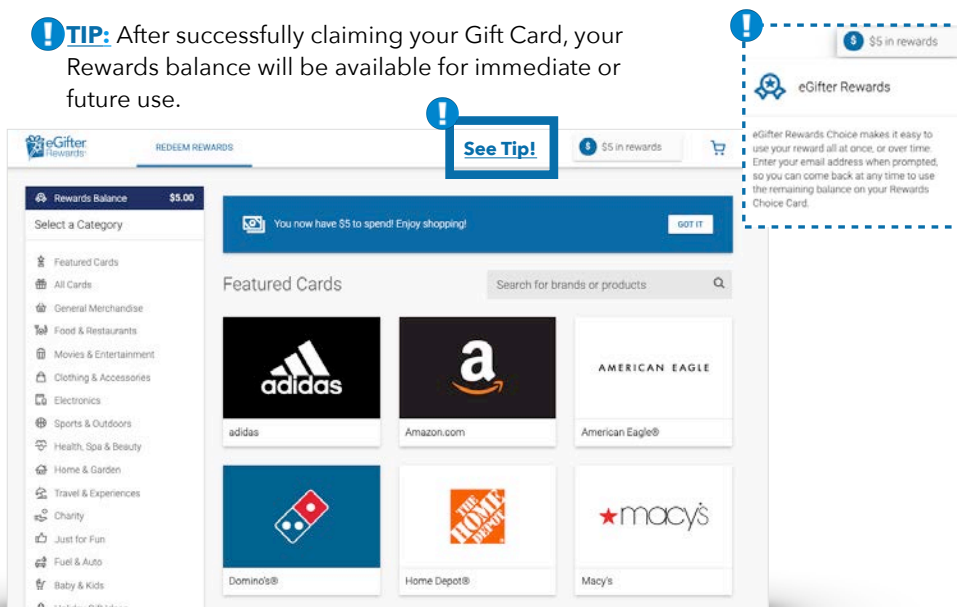 TIP: After successfully claiming your Gift Card, your
Rewards balance will be available for immediate or
future use.
$5 in rewards
eGifter Rewards
eGifter Rewards Choice makes it easy to
use your reward all at once, or over time.
Enter your email address when prompted,
so you can come back at any time to use
the remaining balance on your Rewards
Choice Card.
eGifter
Rewards
REDEEM REWARDS
See Tip!
$5 in rewards
Rewards Balance $5.00
Select a Category
Featured Cards
All Cards
General Merchandise
Food & Restaurants
Movies & Entertainment
Clothing & Accessories
Electronics
Sports & Outdoors
Health, Spa & Beauty
Home & Garden
Travel & Experiences
Charity
Just for Fun
Fuel & Auto
Baby & Kids
You now have $5 to spend! Enjoy shopping!
GOT IT
Featured Cards
Search for brands or products
adidas
adidas
a
Amazon.com
AMERICAN EAGLE
American Eagle®
Domino's®
THE
HOME
DEPOT
Home Depot®
macy's
Macy's